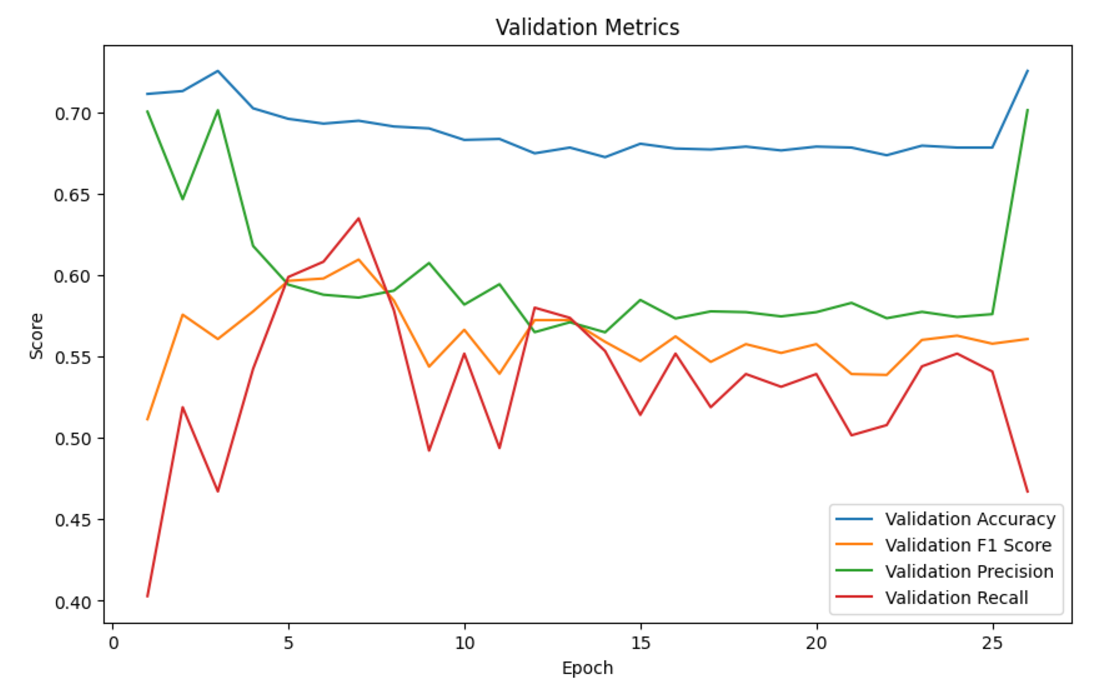 Validation Metrics
Score
0.70
0.65
0.60
0.55
0.50
0.45
0.40
Validation Accuracy
Validation F1 Score
Validation Precision
Validation Recall
0 5 10 15 20 25
Epoch